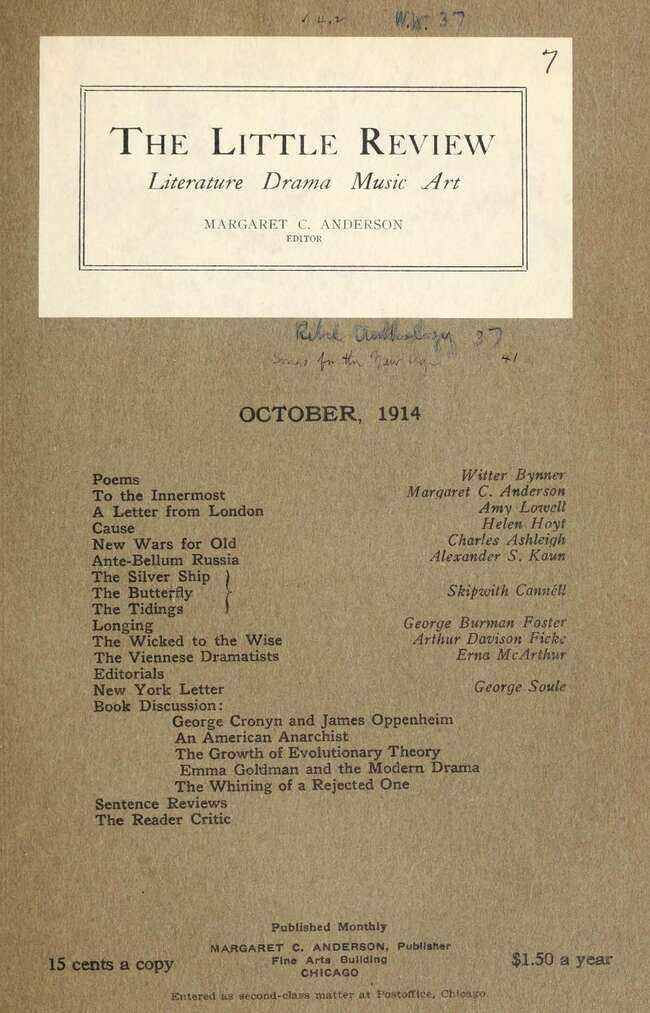 W.W. 37
7
THE LITTLE REVIEW
Literature Drama Music Art
MARGARET C. ANDERSON
EDITOR
Rebel Anthology 37
Songs for the New Age 41
OCTOBER, 1914
Poems Witter Bynner
To the Innermost Margaret C. Anderson
A Letter from London Amy Lowell
Cause Helen Hoyt
New Wars for Old Charles Ashleigh
Ante-Bellum Russia Alexander S. Kaun
The Silver Ship
The Butterfly Skipwith Cannéll
The Tidings
Longing George Burman Foster
The Wicked to the Wise Arthur Davison Ficke
The Viennese Dramatists Erna McArthur
Editorials
New York Letter George Soule
Book Discussion:
George Cronyn and James Oppenheim
An American Anarchist
The Growth of Evolutionary Theory
Emma Goldman and the Modern Drama
The Whining of a Rejected One
Sentence Reviews
The Reader Critic
Published Monthly
MARGARET C. ANDERSON, Publisher
Fine Arts Building
CHICAGO
15 cents a copy
$1.50 a year
Entered as second-class matter at Postoffice, Chicago.